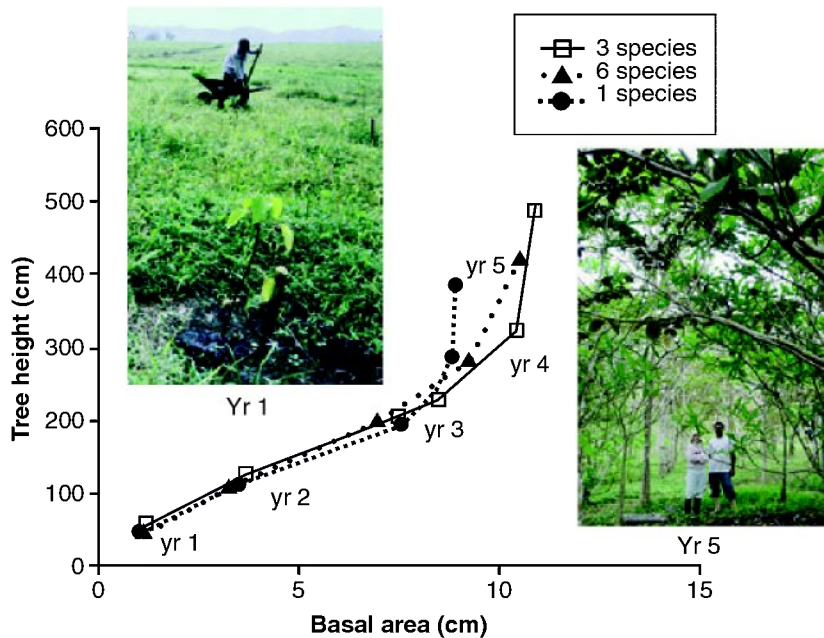 3 species
6 species
1 species
600
500
400
300
200
100
0
Tree height (cm)
Yr 1
yr 5
yr 4
yr 3
yr 2
yr 1
Yr 5
0
5
10
15
Basal area (cm)